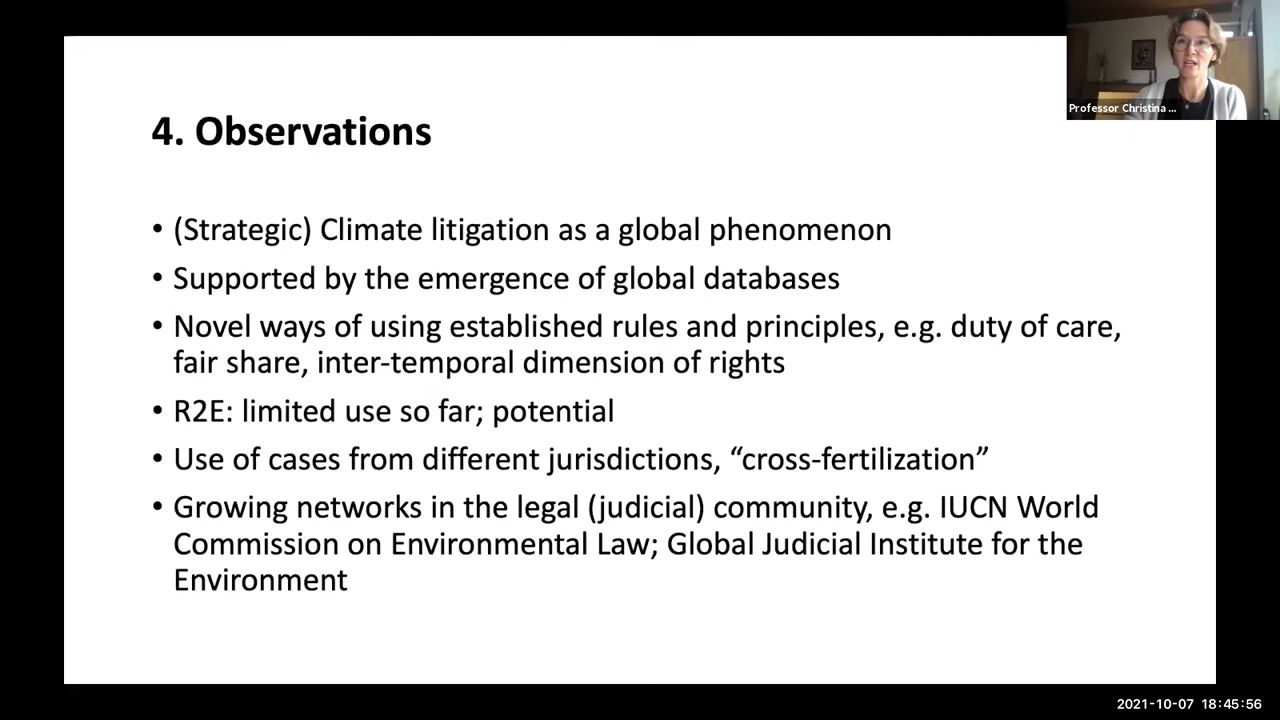 Professor Christina ...
4. Observations
• (Strategic) Climate litigation as a global phenomenon
• Supported by the emergence of global databases
• Novel ways of using established rules and principles, e.g. duty of care,
fair share, inter-temporal dimension of rights
• R2E: limited use so far; potential
• Use of cases from different jurisdictions, “cross-fertilization”
• Growing networks in the legal (judicial) community, e.g. IUCN World
Commission on Environmental Law; Global Judicial Institute for the
Environment
2021-10-07 18:45:56